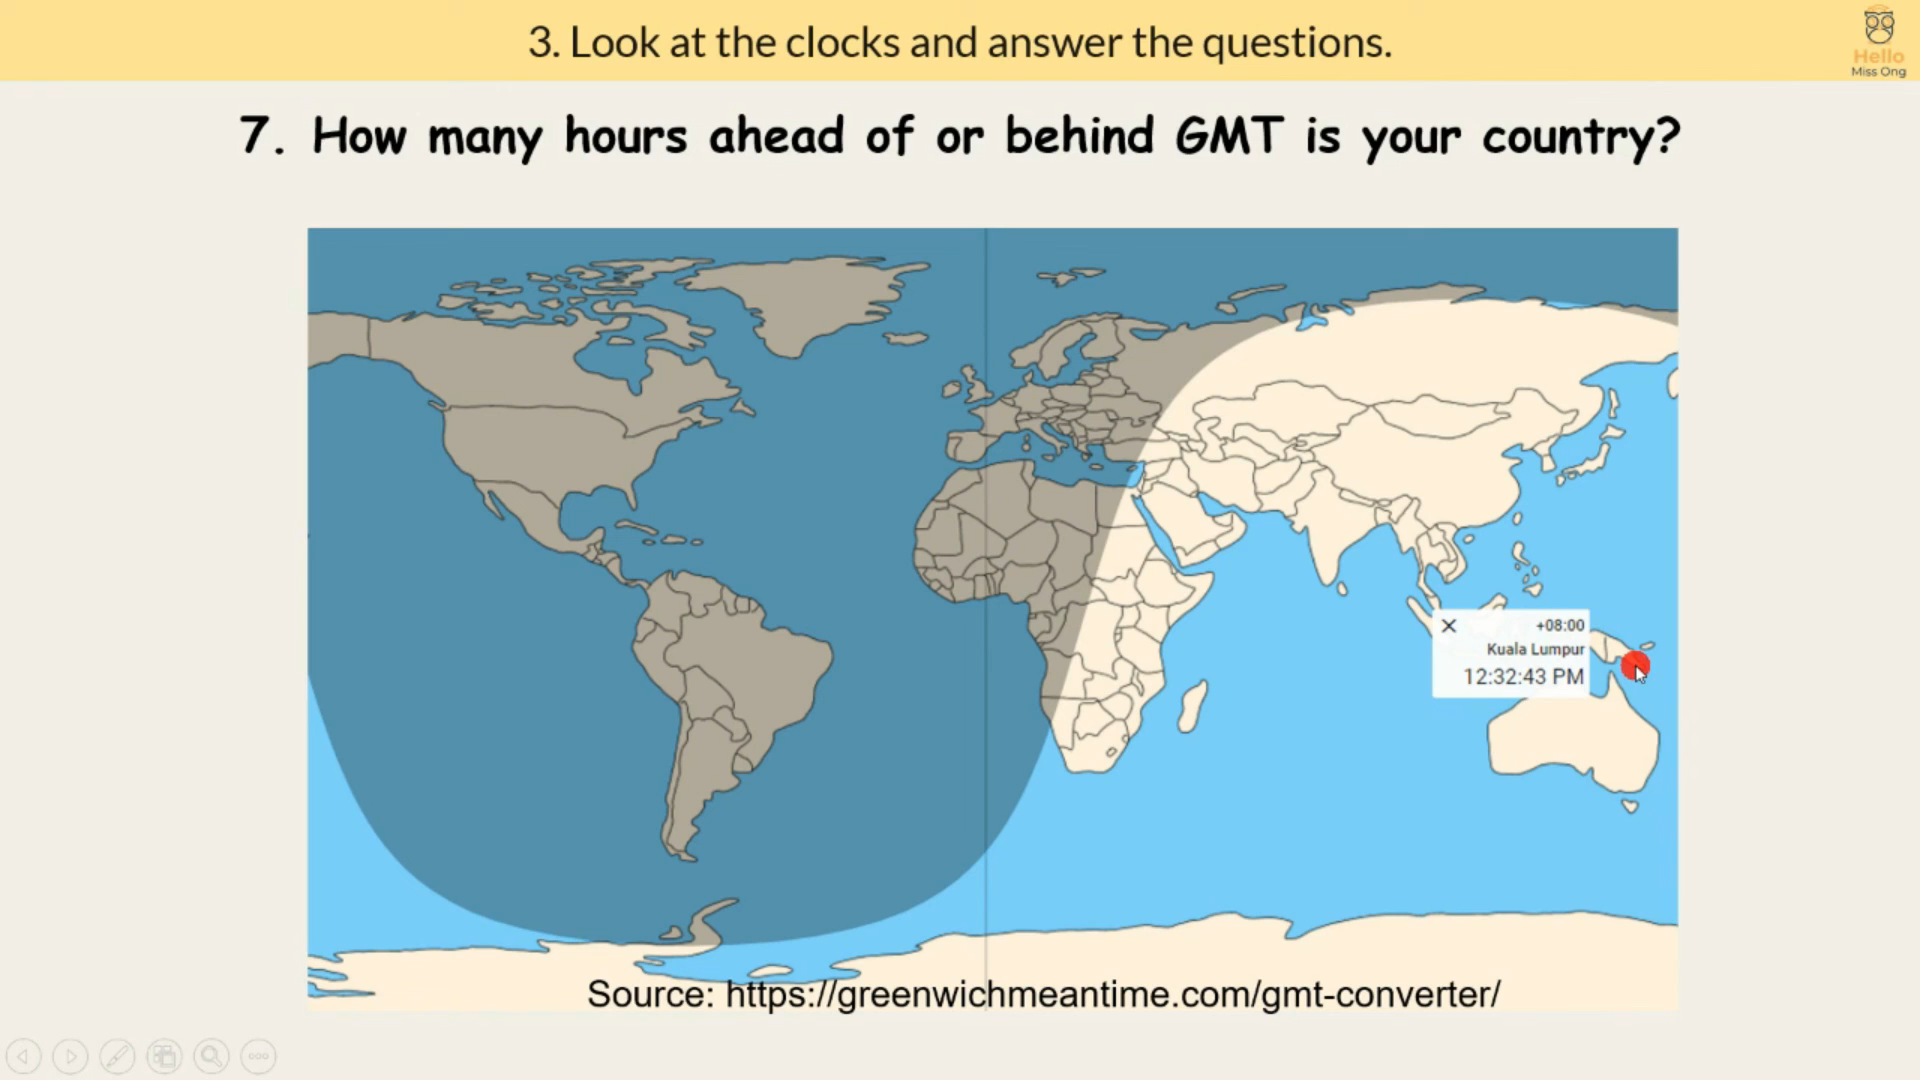 3. Look at the clocks and answer the questions.
Hello
Miss Ong
7. How many hours ahead of or behind GMT is your country?
+08:00
Kuala Lumpur
12:32:43 PM
Source: https://greenwichmeantime.com/gmt-converter/